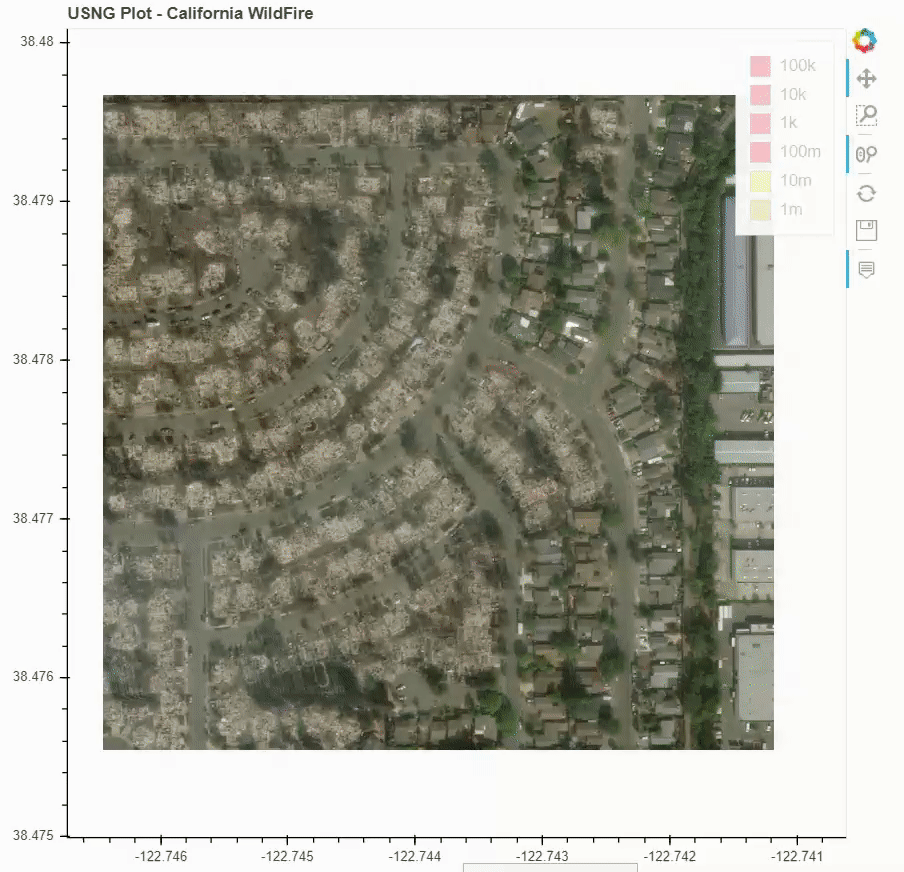 USNG Plot - California WildFire
38.48
100k
10k
1k
100m
10m
1m
38.479
38.478
38.477
38.476
38.475
-122.746
-122.745
-122.744
-122.743
-122.742
-122.741